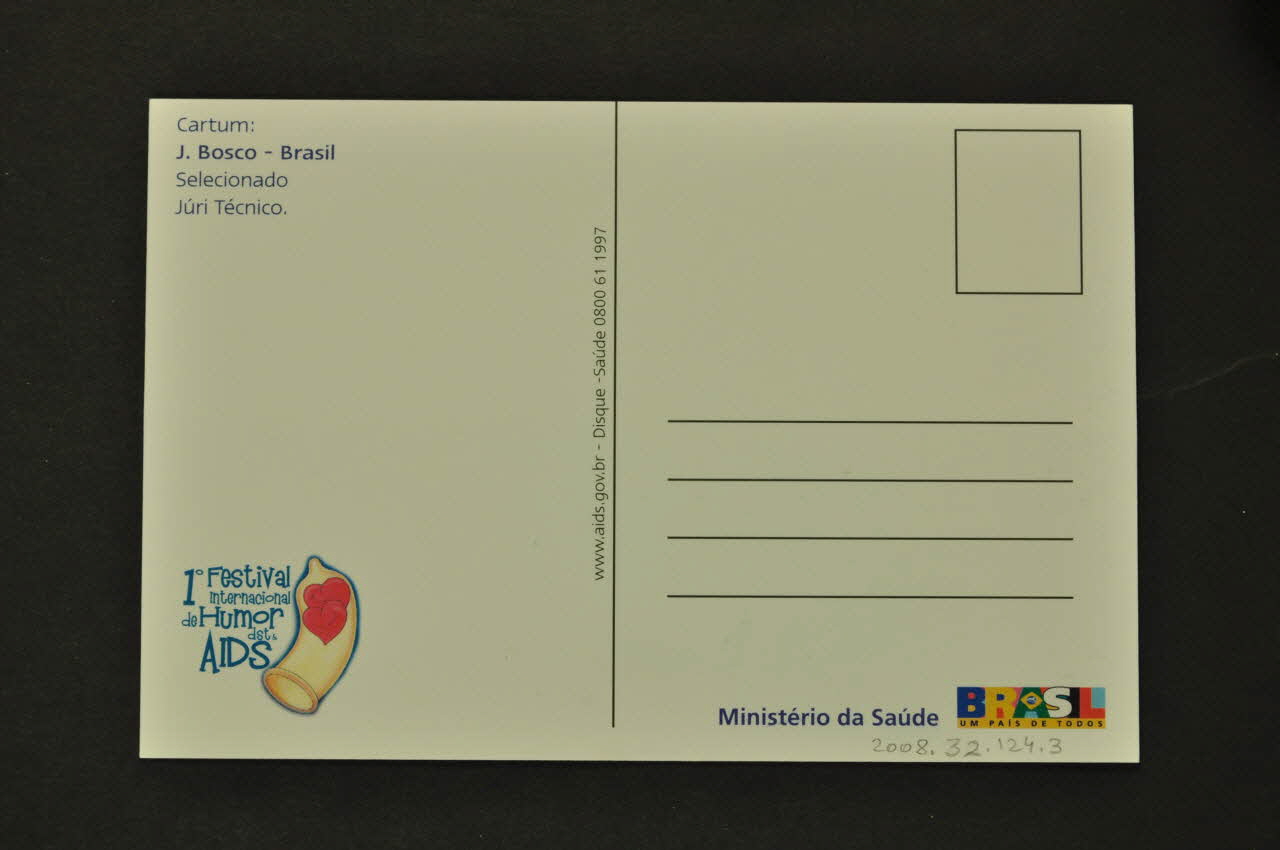 Cartum:
J. Bosco - Brasil
Selecionado
Júri Técnico.
www.aids.gov.br - Disque -Saúde 0800 61 1997
1º Festival
Internacional
de Humor
dst &
AIDS
Ministério da Saúde
BRASIL
UM PAÍS DE TODOS
2008.32.124.3